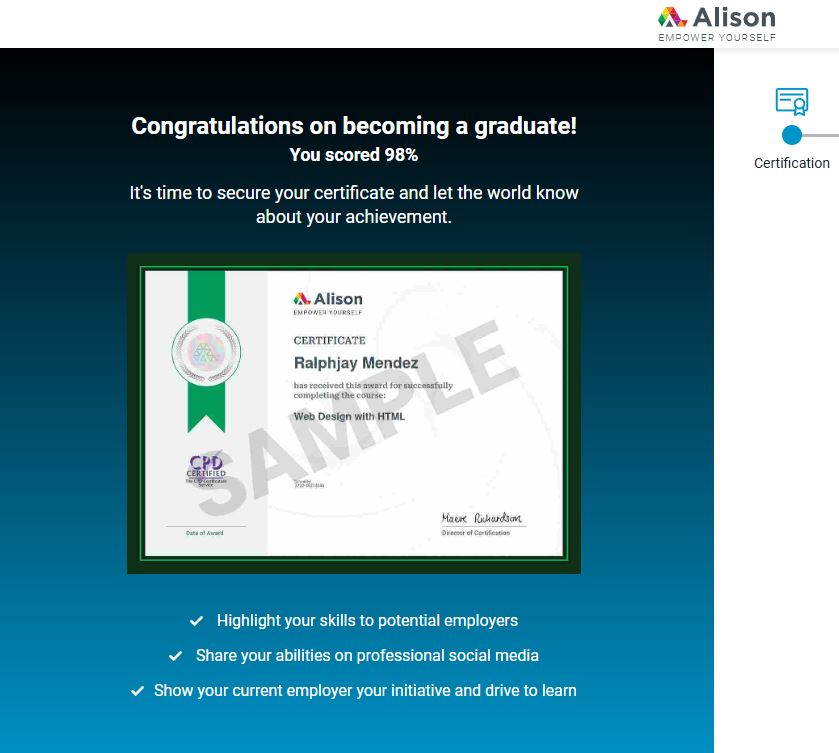 Alison
EMPOWER YOURSELF
Congratulations on becoming a graduate!
You scored 98%
It's time to secure your certificate and let the world know
about your achievement.
Alison
EMPOWER YOURSELF
CERTIFICATE
Ralphjay Mendez
has received this award for successfully
completing the course:
Web Design with HTML
SAMPLE
CPD
CERTIFIED
The CPD Certification
Service
Maeve Richardson
Date of Award
Director of Certification
Highlight your skills to potential employers
Share your abilities on professional social media
Show your current employer your initiative and drive to learn
Certification